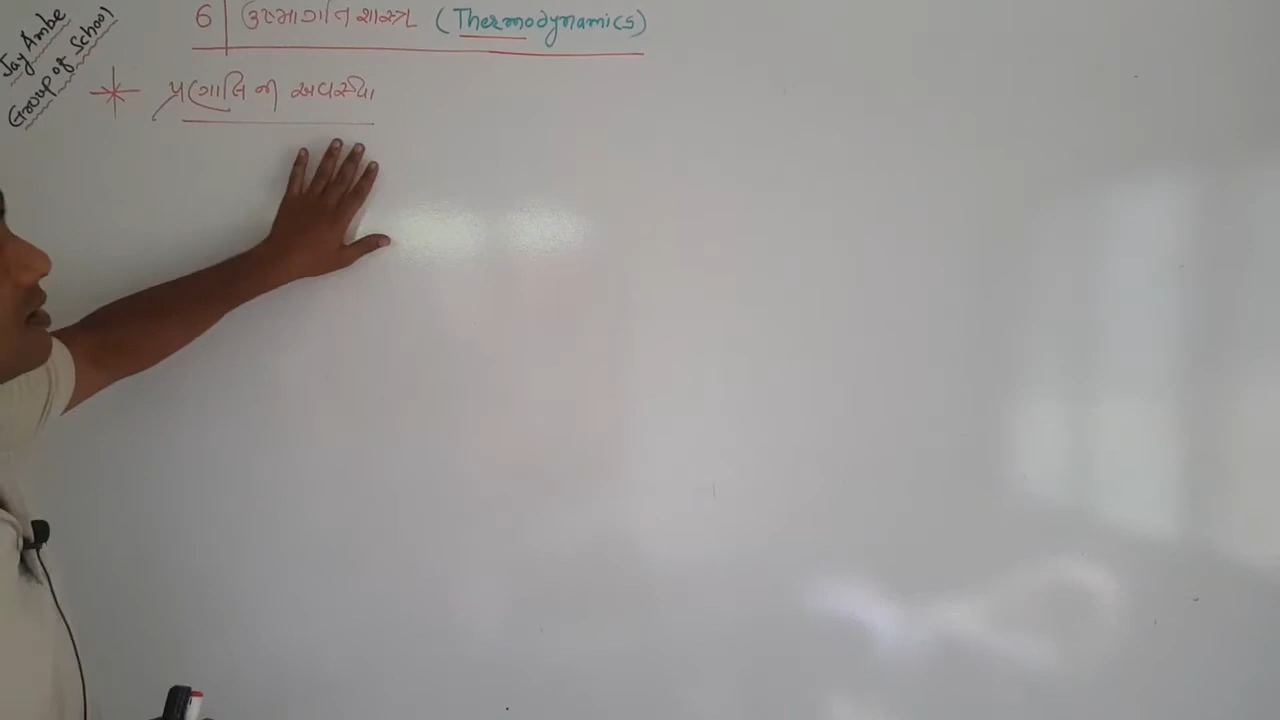 Jay Ambe
Group of School
6 ઉષ્માગતિ શાસ્ત્ર (Thermodynamics)
પ્રણાલિ ની અવસ્થા